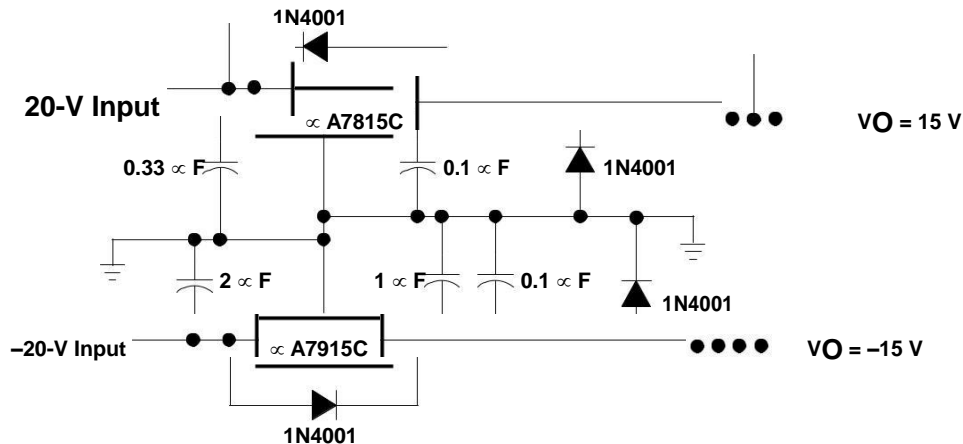 1N4001
20-V Input
∝ A7815C
VO = 15 V
0.33 ∝ F
0.1 ∝ F
1N4001
2 ∝ F
1 ∝ F
0.1 ∝ F
1N4001
–20-V Input
∝ A7915C
VO = –15 V
1N4001